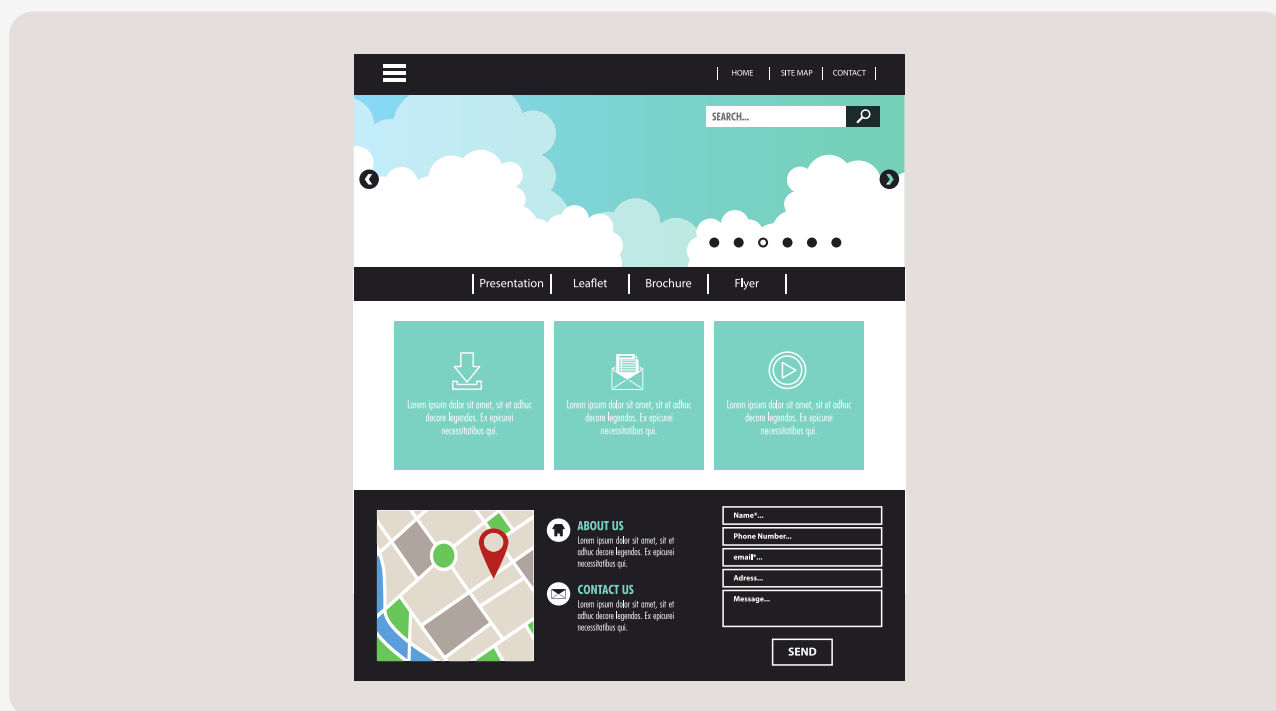 HOME
SITE MAP
CONTACT
SEARCH...
Presentation
Leaflet
Brochure
Flyer
Lorem ipsum dolor sit amet, sit et adhuc
decore legendos. Ex epicurei
necessitatibus qui.
Lorem ipsum dolor sit amet, sit et adhuc
decore legendos. Ex epicurei
necessitatibus qui.
Lorem ipsum dolor sit amet, sit et adhuc
decore legendos. Ex epicurei
necessitatibus qui.
ABOUT US
Lorem ipsum dolor sit amet, sit et
adhuc decore legendos. Ex epicurei
necessitatibus qui.
CONTACT US
Lorem ipsum dolor sit amet, sit et
adhuc decore legendos. Ex epicurei
necessitatibus qui.
Name*...
Phone Number...
email*...
Adress...
Message...
SEND